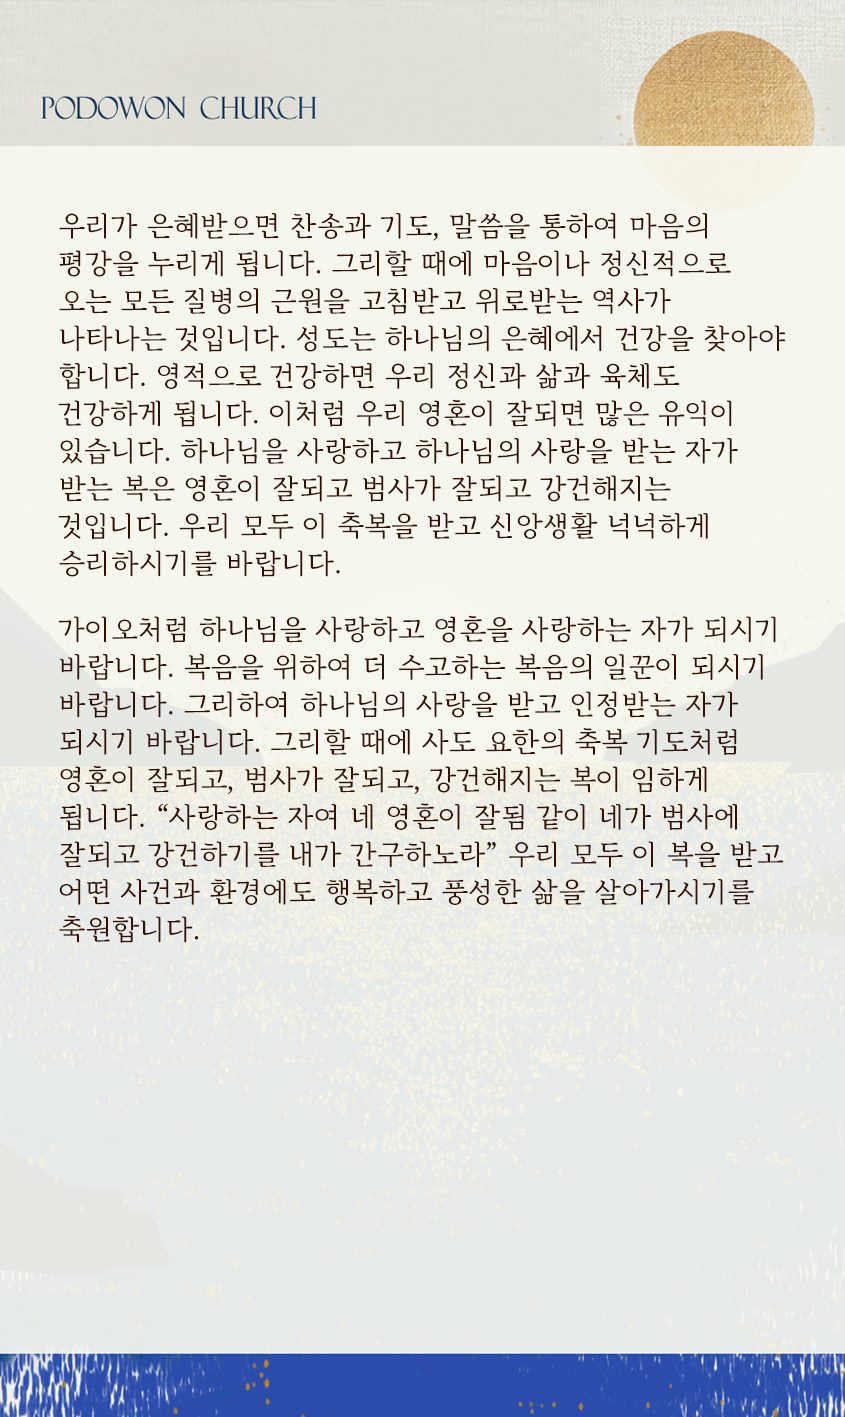 PODOWON CHURCH
우리가 은혜받으면 찬송과 기도, 말씀을 통하여 마음의
평강을 누리게 됩니다. 그리할 때에 마음이나 정신적으로
오는 모든 질병의 근원을 고침받고 위로받는 역사가
나타나는 것입니다. 성도는 하나님의 은혜에서 건강을 찾아야
합니다. 영적으로 건강하면 우리 정신과 삶과 육체도
건강하게 됩니다. 이처럼 우리 영혼이 잘되면 많은 유익이
있습니다. 하나님을 사랑하고 하나님의 사랑을 받는 자가
받는 복은 영혼이 잘되고 범사가 잘되고 강건해지는
것입니다. 우리 모두 이 축복을 받고 신앙생활 넉넉하게
승리하시기를 바랍니다.
가이오처럼 하나님을 사랑하고 영혼을 사랑하는 자가 되시기
바랍니다. 복음을 위하여 더 수고하는 복음의 일꾼이 되시기
바랍니다. 그리하여 하나님의 사랑을 받고 인정받는 자가
되시기 바랍니다. 그리할 때에 사도 요한의 축복 기도처럼
영혼이 잘되고, 범사가 잘되고, 강건해지는 복이 임하게
됩니다. “사랑하는 자여 네 영혼이 잘됨 같이 네가 범사에
잘되고 강건하기를 내가 간구하노라” 우리 모두 이 복을 받고
어떤 사건과 환경에도 행복하고 풍성한 삶을 살아가시기를
축원합니다.